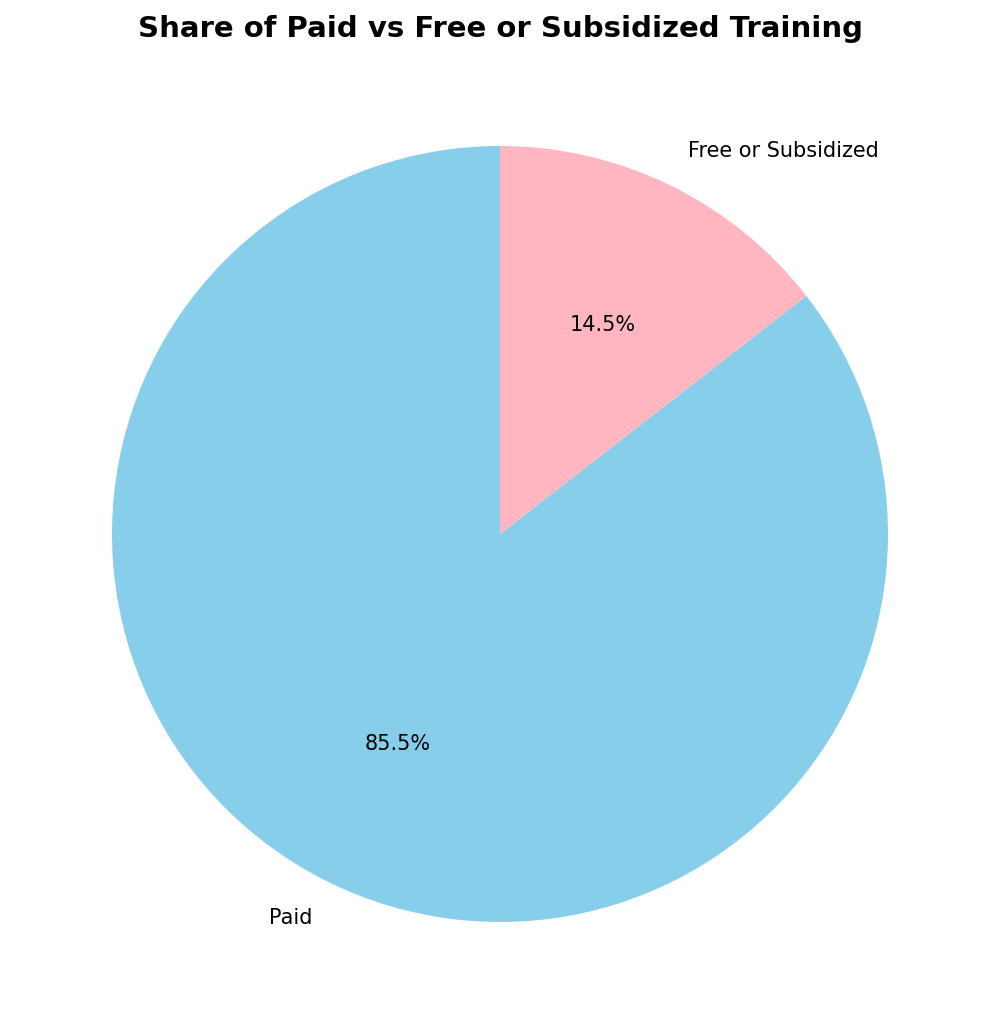 Share of Paid vs Free or Subsidized Training
Free or Subsidized
14.5%
85.5%
Paid